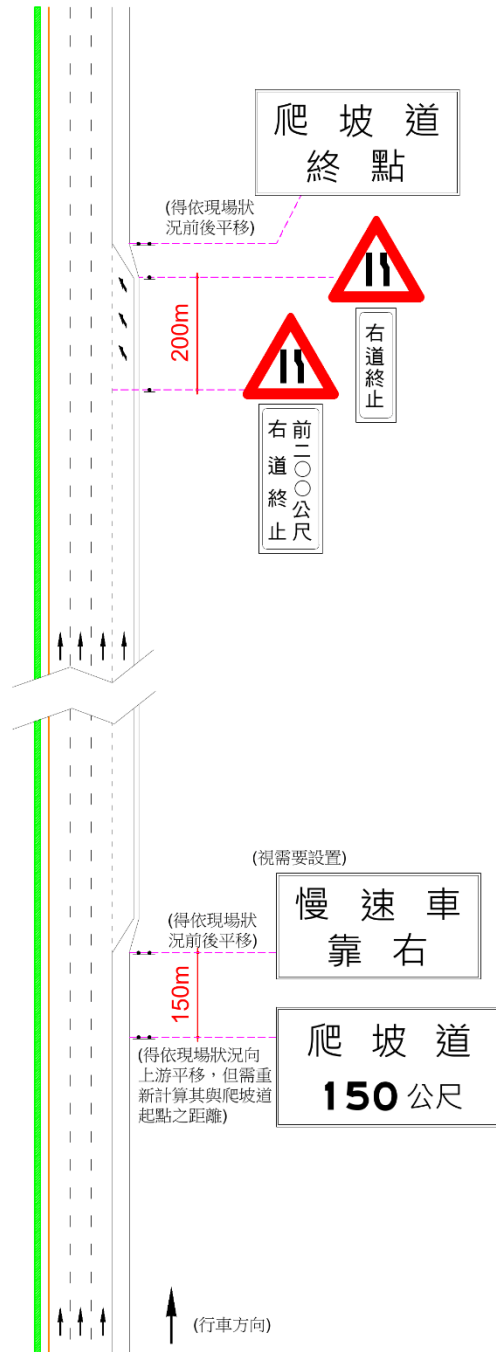 爬坡道
終點
(得依現場狀
況前後平移)
200m
右道終止
前二○○公尺
右道終止
(視需要設置)
慢速車
靠右
(得依現場狀
況前後平移)
150m
爬坡道
150公尺
(得依現場狀況向
上游平移，但需重
新計算其與爬坡道
起點之距離)
(行車方向)